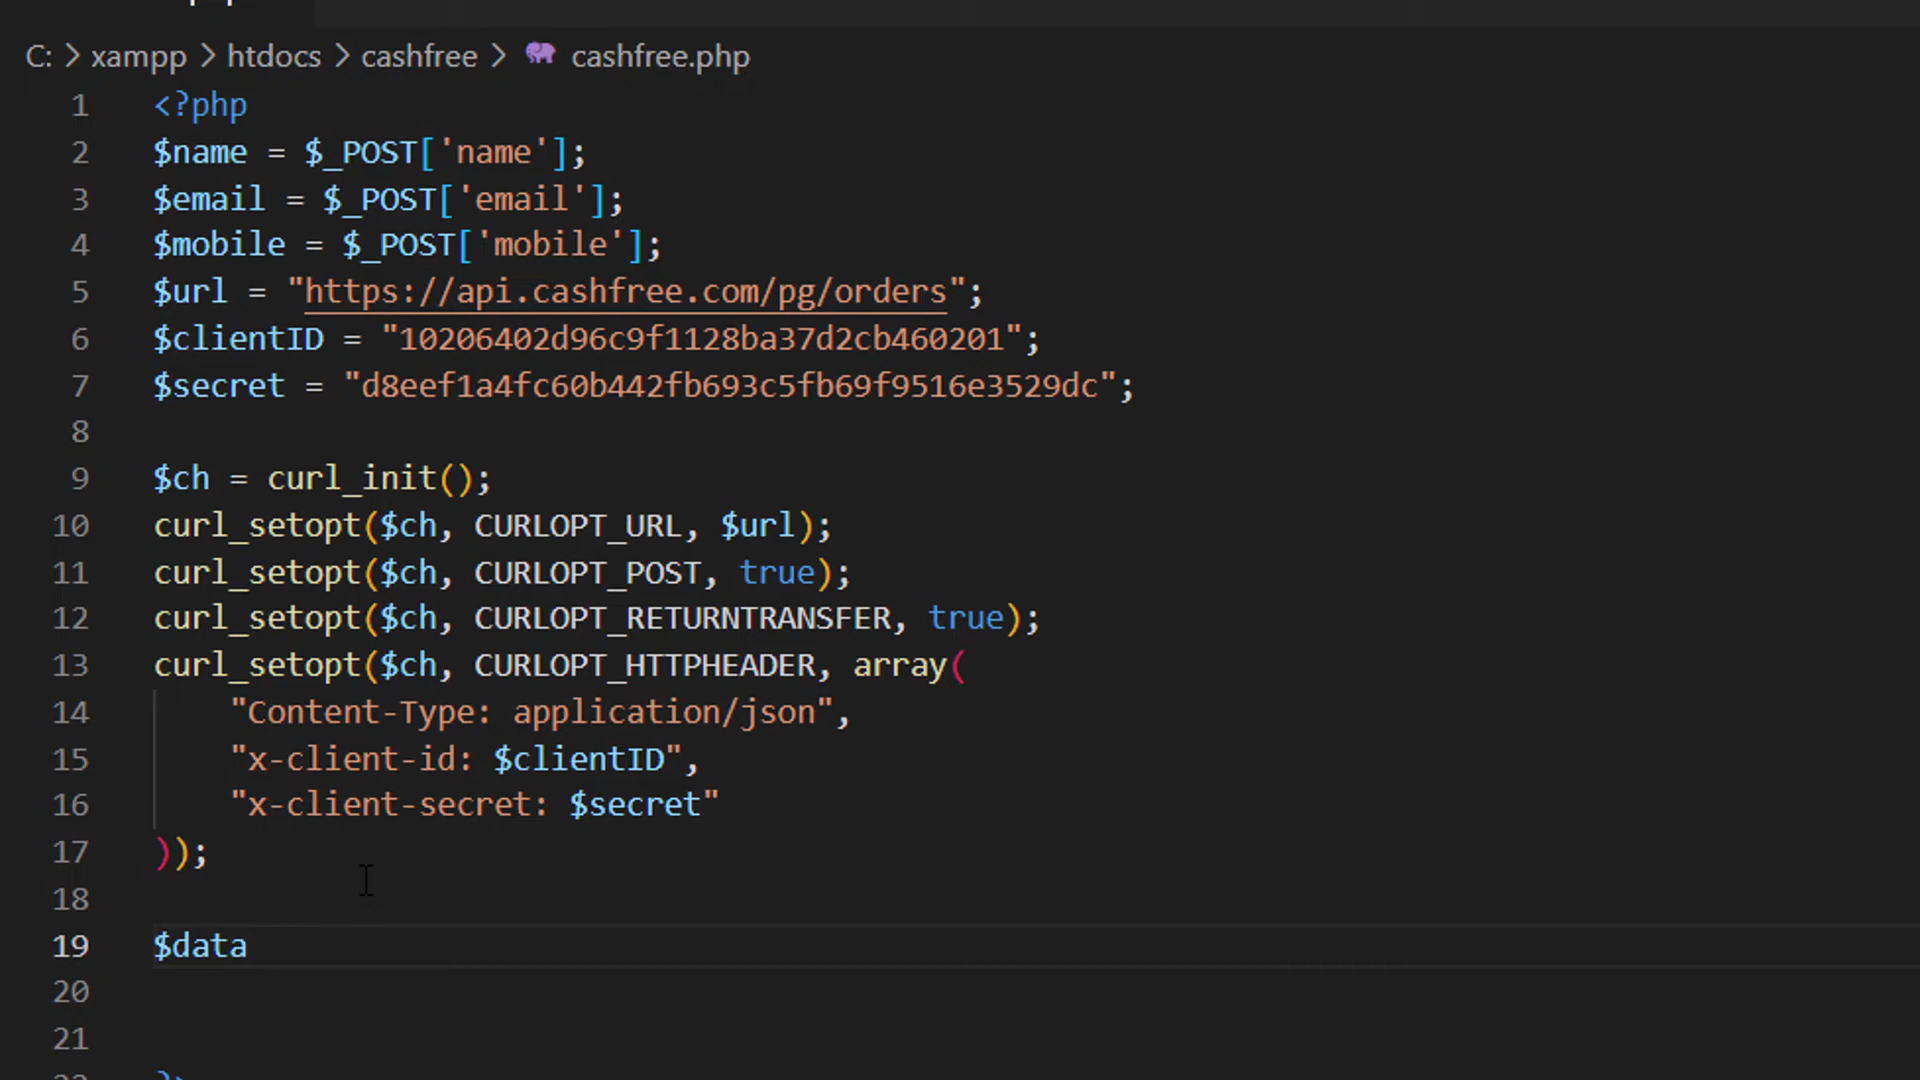 C: > xampp > htdocs > cashfree > cashfree.php
1 <?php
2 $name = $_POST['name'];
3 $email = $_POST['email'];
4 $mobile = $_POST['mobile'];
5 $url = "https://api.cashfree.com/pg/orders";
6 $clientID = "10206402d96c9f1128ba37d2cb460201";
7 $secret = "d8eef1a4fc60b442fb693c5fb69f9516e3529dc";
8
9 $ch = curl_init();
10 curl_setopt($ch, CURLOPT_URL, $url);
11 curl_setopt($ch, CURLOPT_POST, true);
12 curl_setopt($ch, CURLOPT_RETURNTRANSFER, true);
13 curl_setopt($ch, CURLOPT_HTTPHEADER, array(
14 "Content-Type: application/json",
15 "x-client-id: $clientID",
16 "x-client-secret: $secret"
17 ));
18
19 $data
20
21